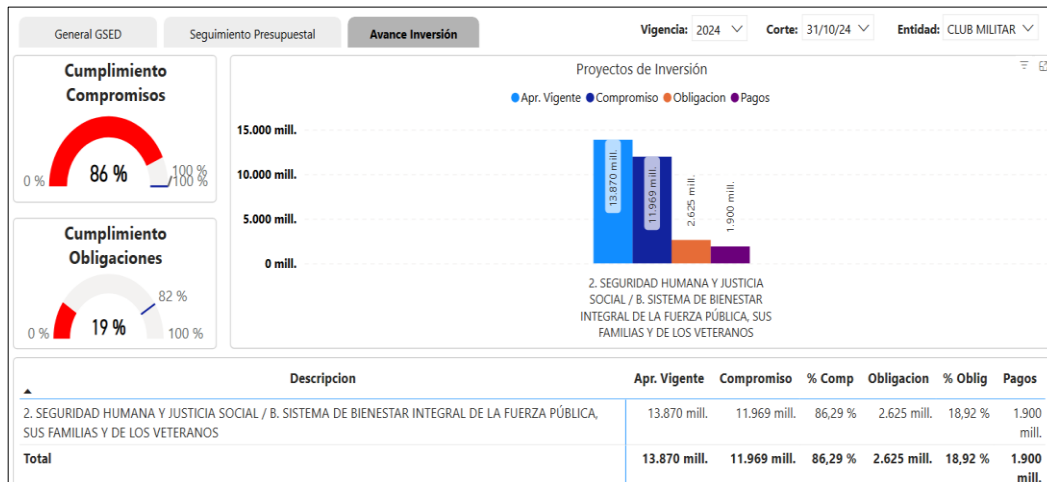 General GSED Seguimiento Presupuestal Avance Inversión Vigencia: 2024 Corte: 31/10/24 Entidad: CLUB MILITAR
Cumplimiento
Compromisos
0 % 86 % 100 %
100 %
Cumplimiento
Obligaciones
82 %
0 % 19 % 100 %
Proyectos de Inversión
Apr. Vigente Compromiso Obligacion Pagos
15.000 mill.
10.000 mill.
5.000 mill.
0 mill.
13.870 mill.
11.969 mill.
2.625 mill.
1.900 mill.
2. SEGURIDAD HUMANA Y JUSTICIA
SOCIAL / B. SISTEMA DE BIENESTAR
INTEGRAL DE LA FUERZA PÚBLICA, SUS
FAMILIAS Y DE LOS VETERANOS
Descripcion Apr. Vigente Compromiso % Comp Obligacion % Oblig Pagos
2. SEGURIDAD HUMANA Y JUSTICIA SOCIAL / B. SISTEMA DE BIENESTAR INTEGRAL DE LA FUERZA PÚBLICA, 13.870 mill. 11.969 mill. 86,29 % 2.625 mill. 18,92 % 1.900
SUS FAMILIAS Y DE LOS VETERANOS mill.
Total 13.870 mill. 11.969 mill. 86,29 % 2.625 mill. 18,92 % 1.900
mill.